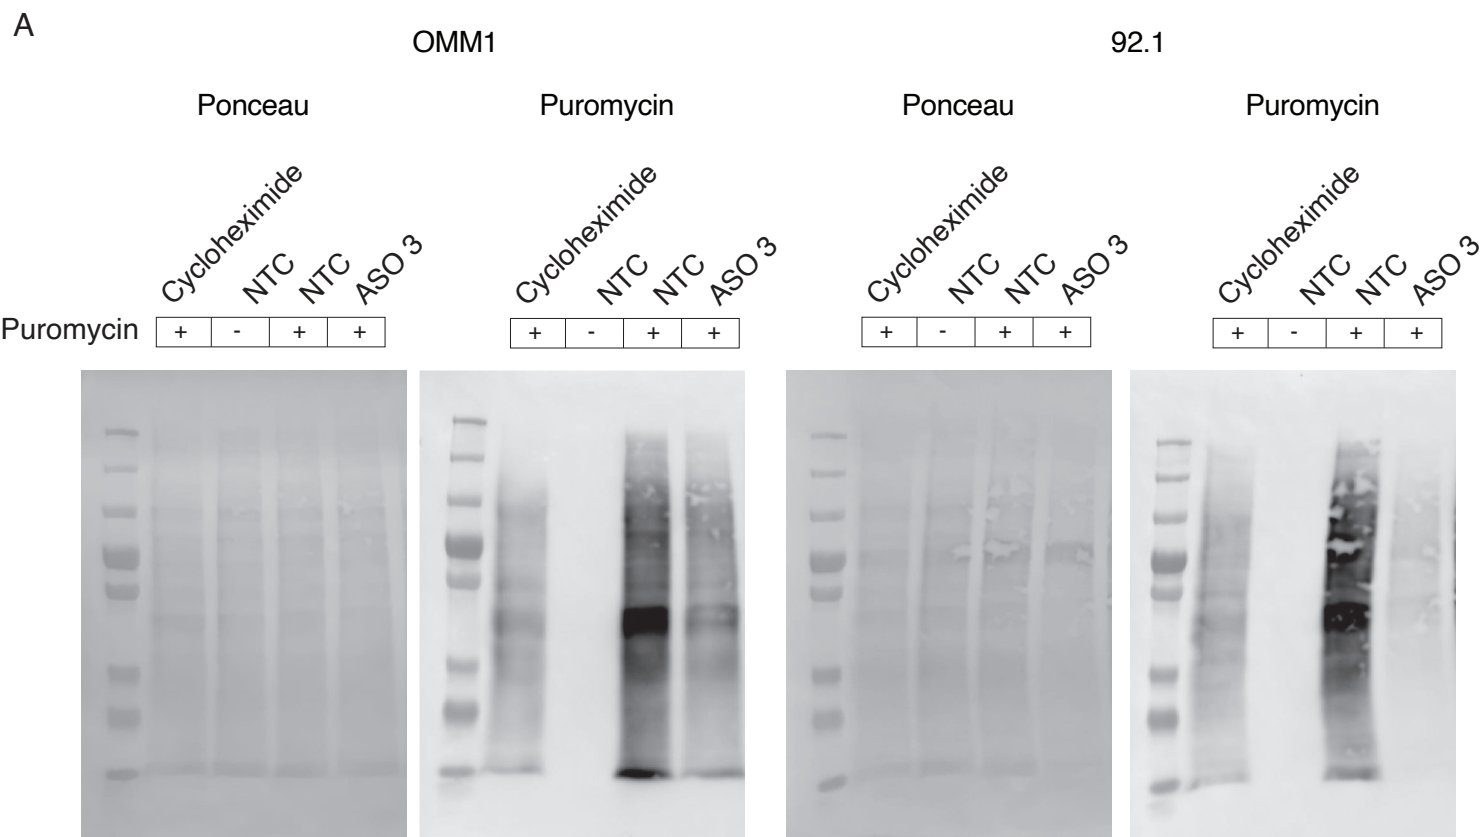 A
OMM1 92.1
Ponceau Puromycin Ponceau Puromycin
Cycloheximide NTC NTC ASO 3 Cycloheximide NTC NTC ASO 3 Cycloheximide NTC NTC ASO 3 Cycloheximide NTC NTC ASO 3
Puromycin + - + + + - + + + - + + + - + +